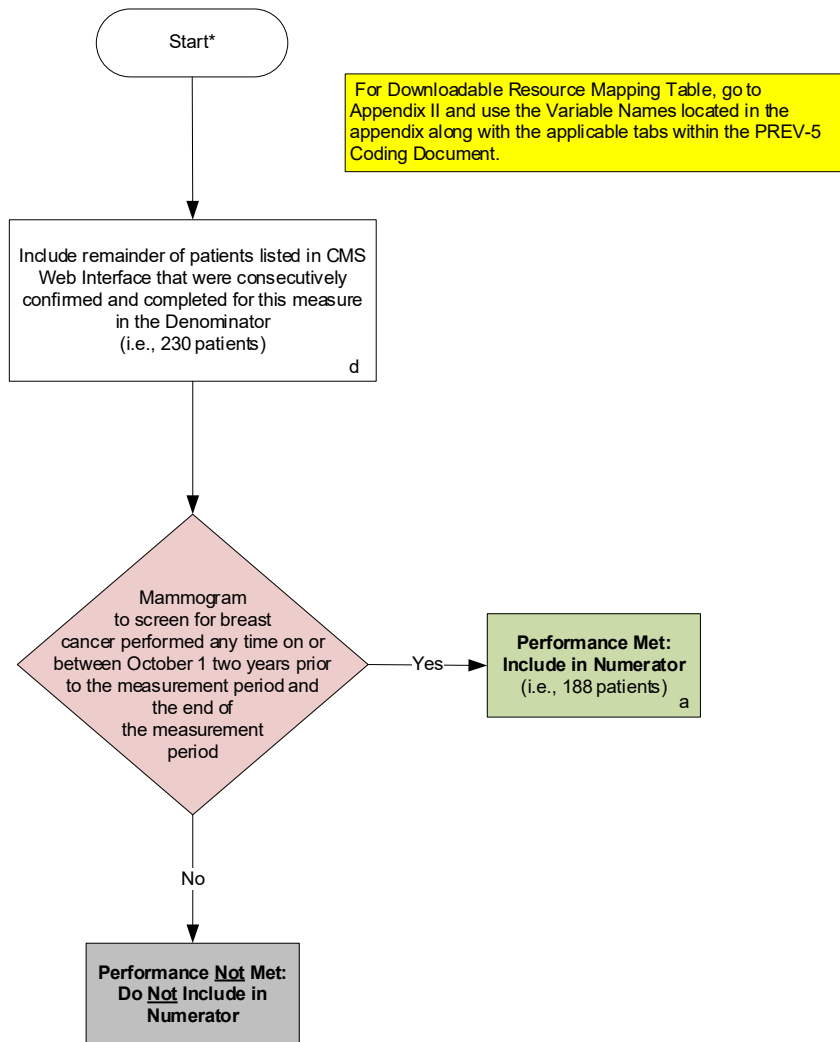 Start*
For Downloadable Resource Mapping Table, go to
Appendix II and use the Variable Names located in the
appendix along with the applicable tabs within the PREV-5
Coding Document.
Include remainder of patients listed in CMS
Web Interface that were consecutively
confirmed and completed for this measure
in the Denominator
(i.e., 230 patients)
d
Mammogram
to screen for breast
cancer performed any time on or
between October 1 two years prior
to the measurement period and
the end of
the measurement
period
Yes
Performance Met:
Include in Numerator
(i.e., 188 patients)
a
No
Performance Not Met:
Do Not Include in
Numerator